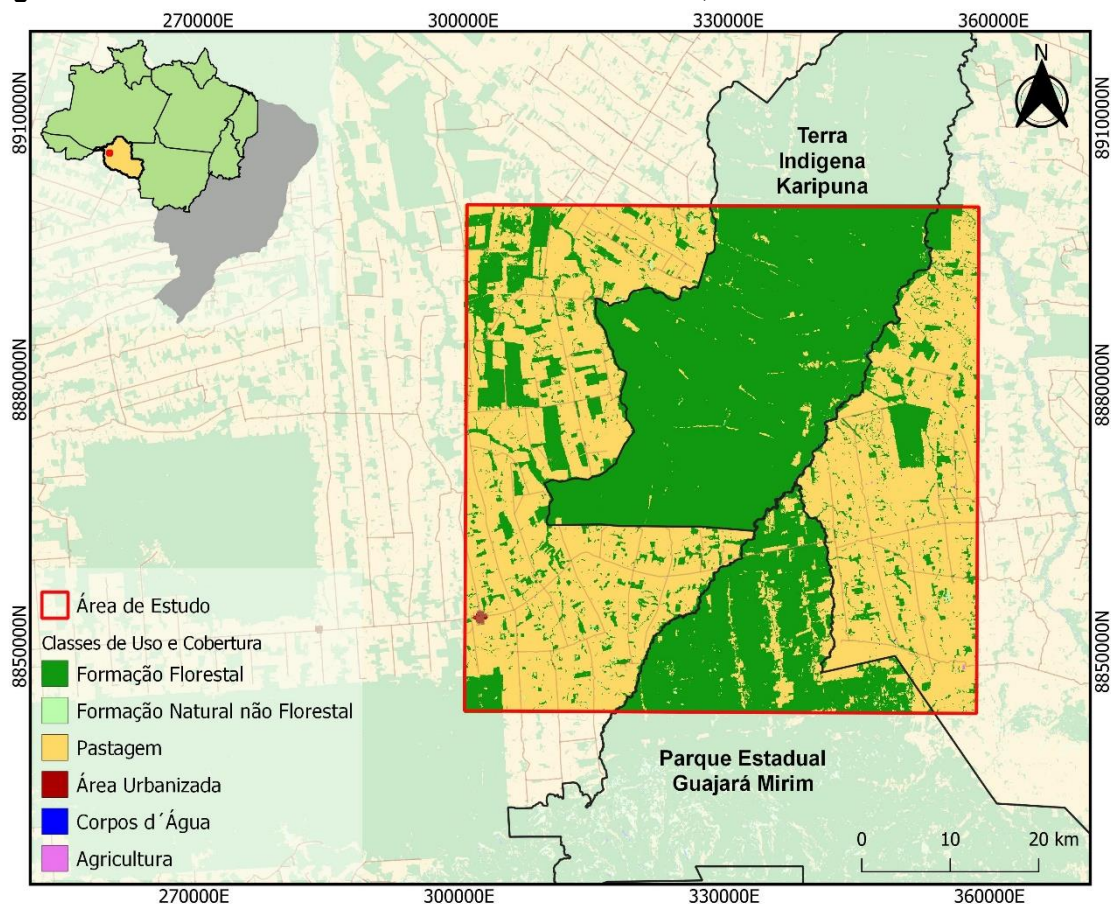 270000E 300000E 330000E 360000E
N
8910000N
8910000N
Terra
Indigena
Karipuna
8880000N
8880000N
Área de Estudo
Classes de Uso e Cobertura
Formação Florestal
Formação Natural não Florestal
Pastagem
Área Urbanizada
Corpos d´Água
Agricultura
8850000N
8850000N
Parque Estadual
Guajará Mirim
0 10 20 km
270000E 300000E 330000E 360000E